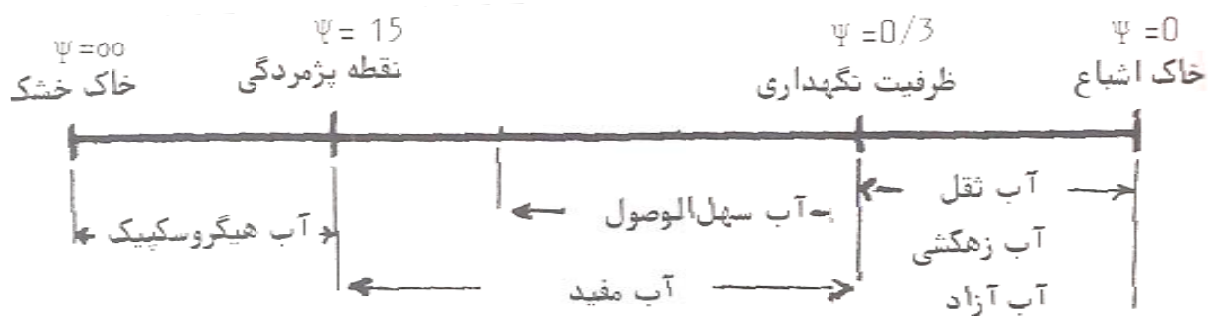 Ψ=0
خاک اشباع
Ψ=0/3
ظرفیت نگهداری
Ψ= 15
نقطه پژمردگی
Ψ=∞
خاک خشک
آب ثقل
آب زهکشی
آب آزاد
آب سهل‌الوصول
آب مفید
آب هیگروسکپیک